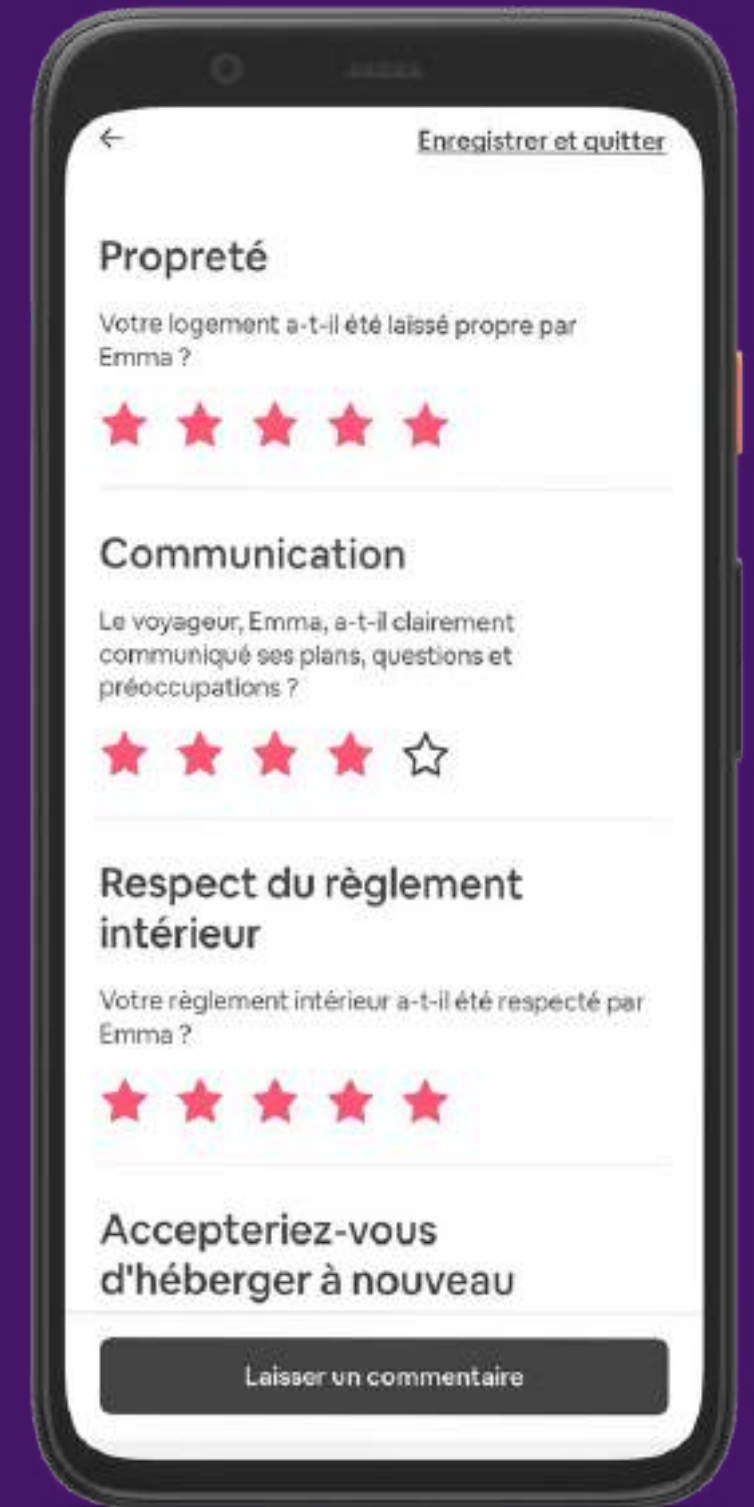 Enregistrer et quitter
Propreté
Votre logement a-t-il été laissé propre par
Emma ?
Communication
Le voyageur, Emma, a-t-il clairement
communiqué ses plans, questions et
préoccupations ?
Respect du règlement
intérieur
Votre règlement intérieur a-t-il été respecté par
Emma ?
Accepteriez-vous
d'héberger à nouveau
Laisser un commentaire